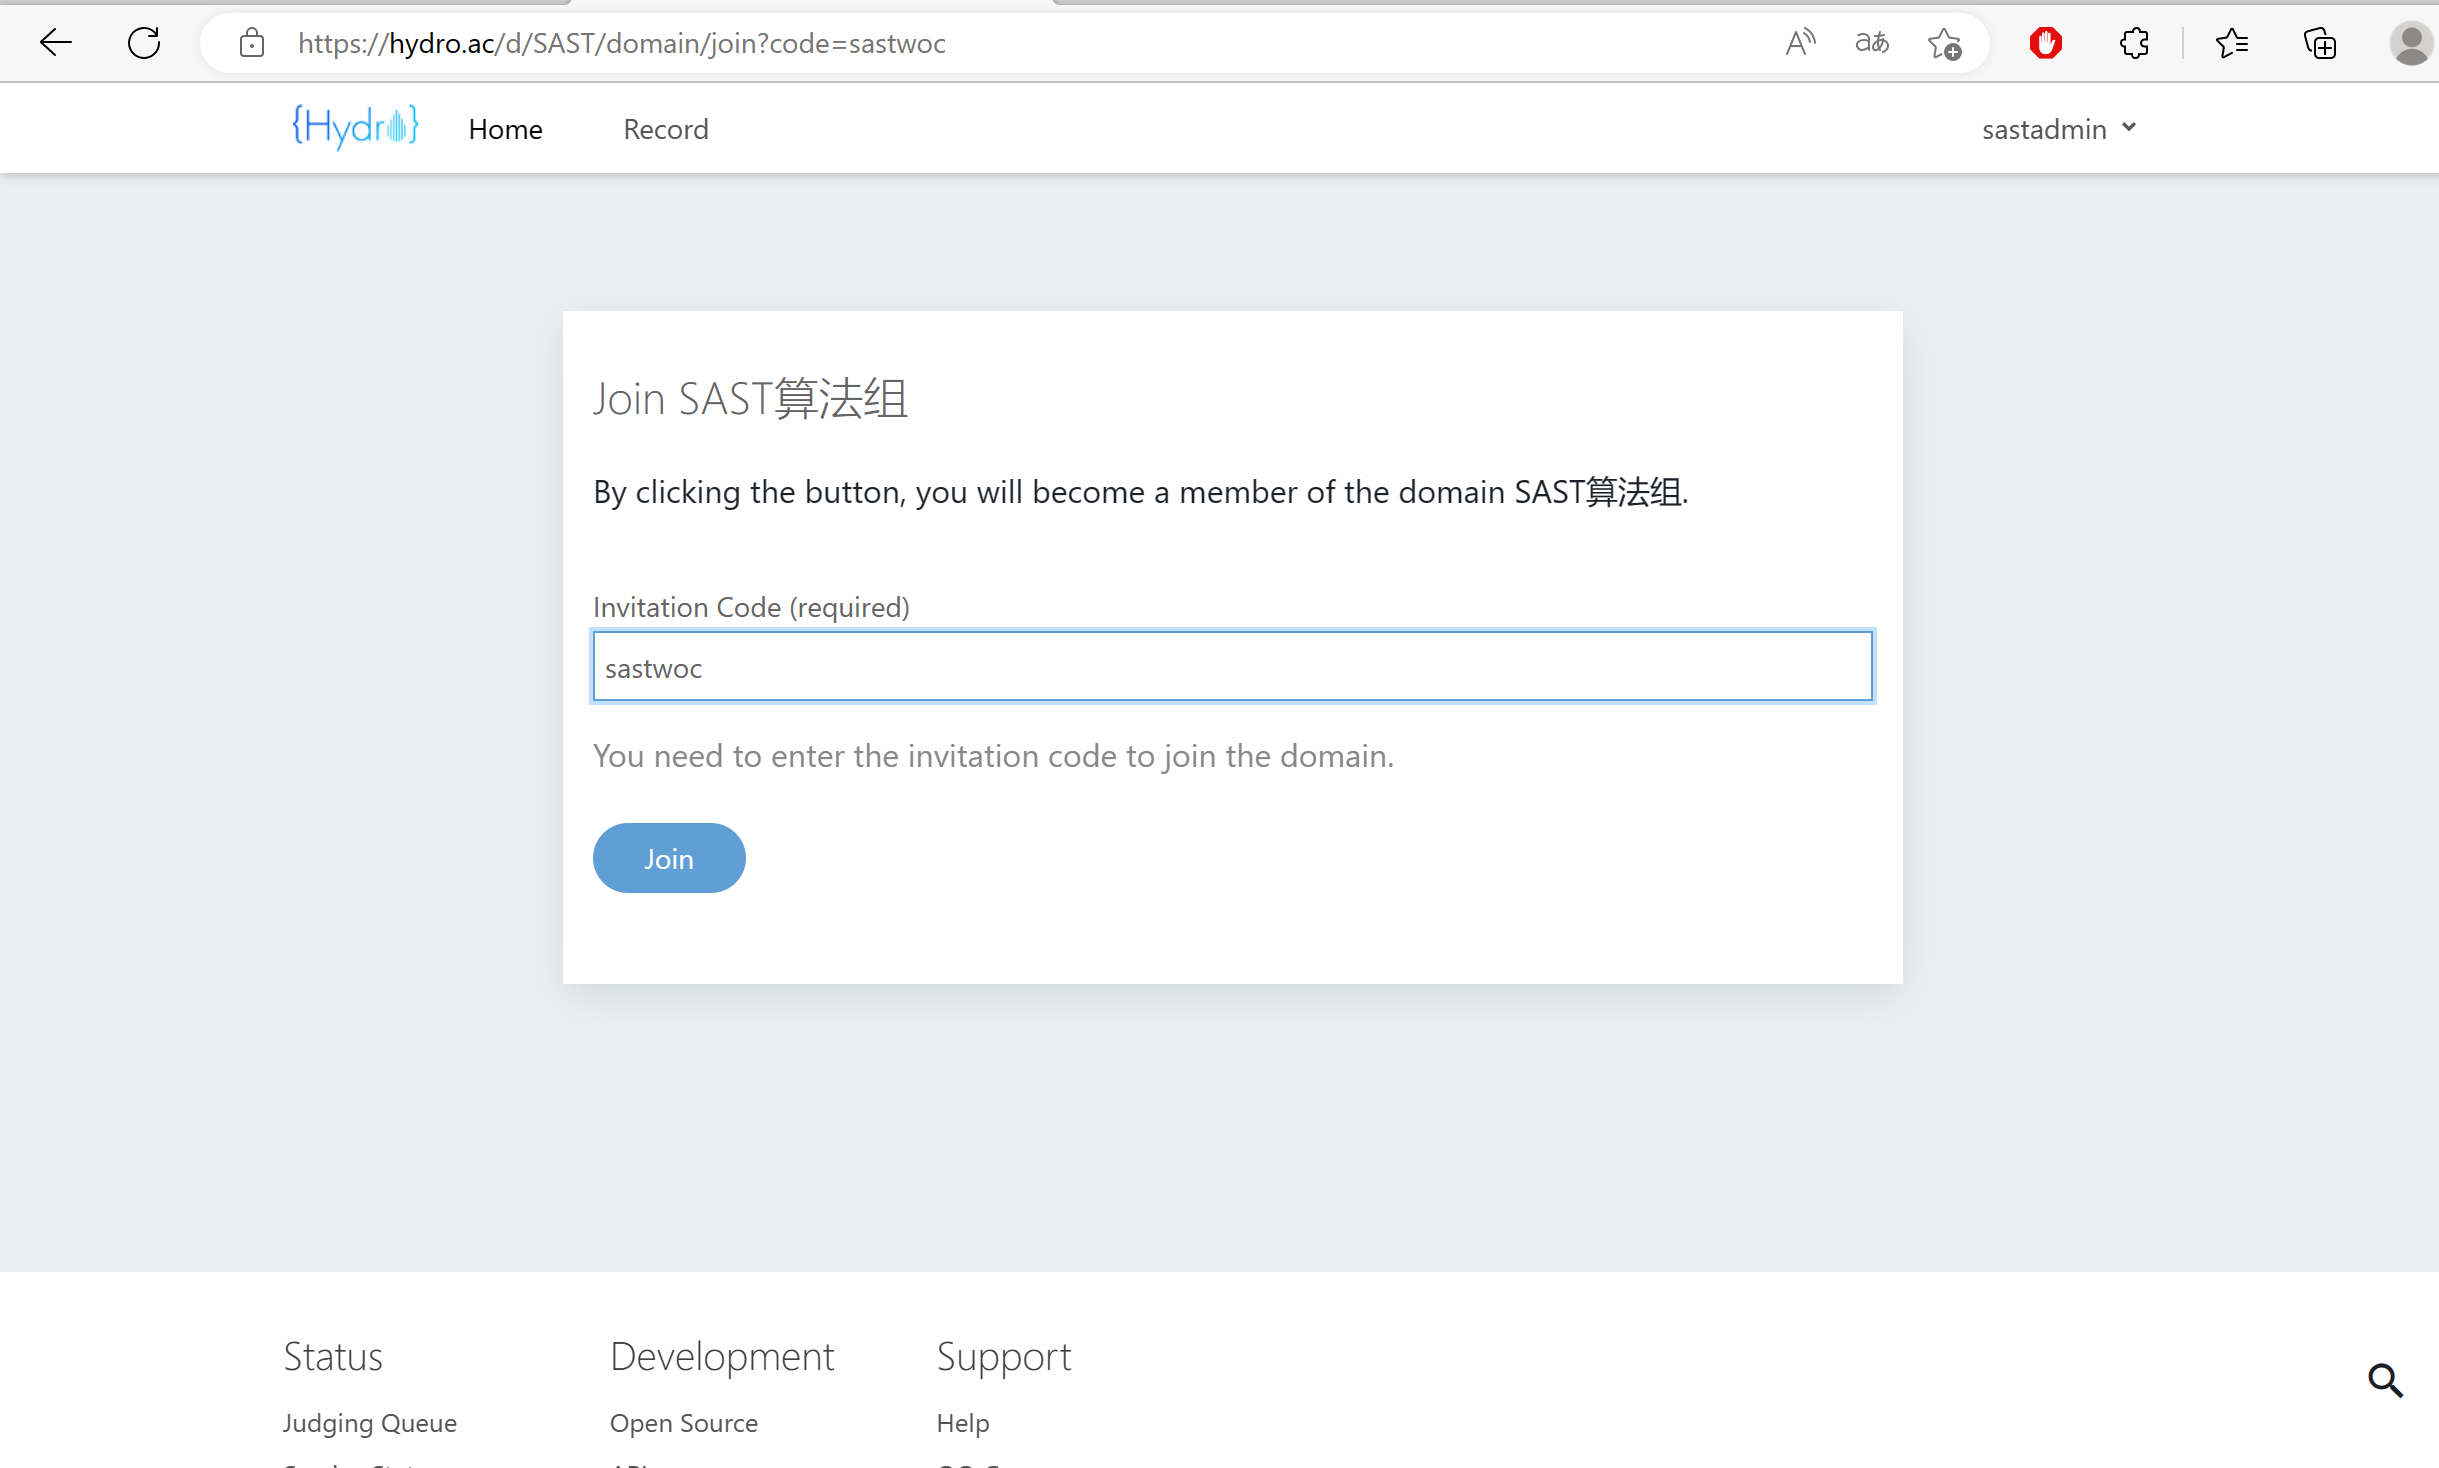 https://hydro.ac/d/SAST/domain/join?code=sastwoc
{Hydro} Home Record sastadmin
Join SAST算法组
By clicking the button, you will become a member of the domain SAST算法组.
Invitation Code (required)
sastwoc
You need to enter the invitation code to join the domain.
Join
Status Development Support
Judging Queue Open Source Help